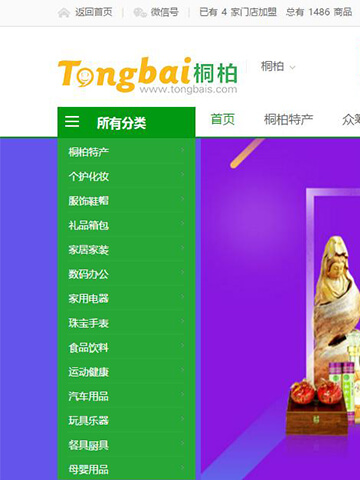 返回首页 微信号 已有 4 家门店加盟 总有 1486 商品
Tongbai桐柏
www.tongbais.com
桐柏
所有分类 首页 桐柏特产 众筹
桐柏特产
个护化妆
服饰鞋帽
礼品箱包
家居家装
数码办公
家用电器
珠宝手表
食品饮料
运动健康
汽车用品
玩具乐器
餐具厨具
母婴用品